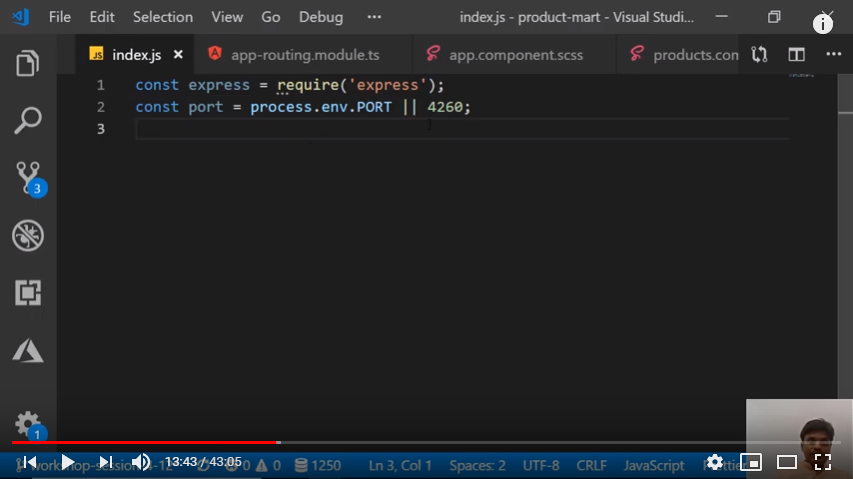 File Edit Selection View Go Debug ··· index.js - product-mart - Visual Studi...
JS index.js × app-routing.module.ts app.component.scss products.com ···
1 const express = require('express');
2 const port = process.env.PORT || 4260;
3
3
1
13:43 / 43:05
workshop-session 4-12 0 0 1250 Ln 3, Col 1 Spaces: 2 UTF-8 CRLF JavaScript